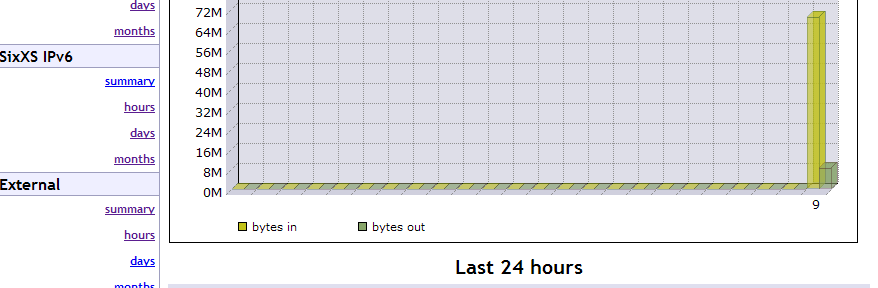 days
months
SixXS IPv6
summary
hours
days
months
External
summary
hours
days
months
72M
64M
56M
48M
40M
32M
24M
16M
8M
0M
9
bytes in
bytes out
Last 24 hours